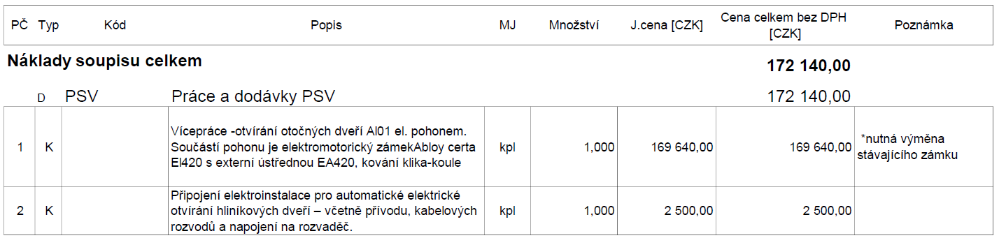 PČ Typ Kód Popis MJ Množství J.cena [CZK] Cena celkem bez DPH [CZK] Poznámka
Náklady soupisu celkem 172 140,00
D PSV Práce a dodávky PSV 172 140,00
1 K Vícepráce -otvírání otočných dveří Al01 el. pohonem.
Součástí pohonu je elektromotorický zámekAbloy certa
El420 s externí ústřednou EA420, kování klika-koule
kpl 1,000 169 640,00 169 640,00 *nutná výměna
stávajícího zámku
2 K Připojení elektroinstalace pro automatické elektrické
otvírání hliníkových dveří – včetně přívodu, kabelových
rozvodů a napojení na rozvaděč.
kpl 1,000 2 500,00 2 500,00